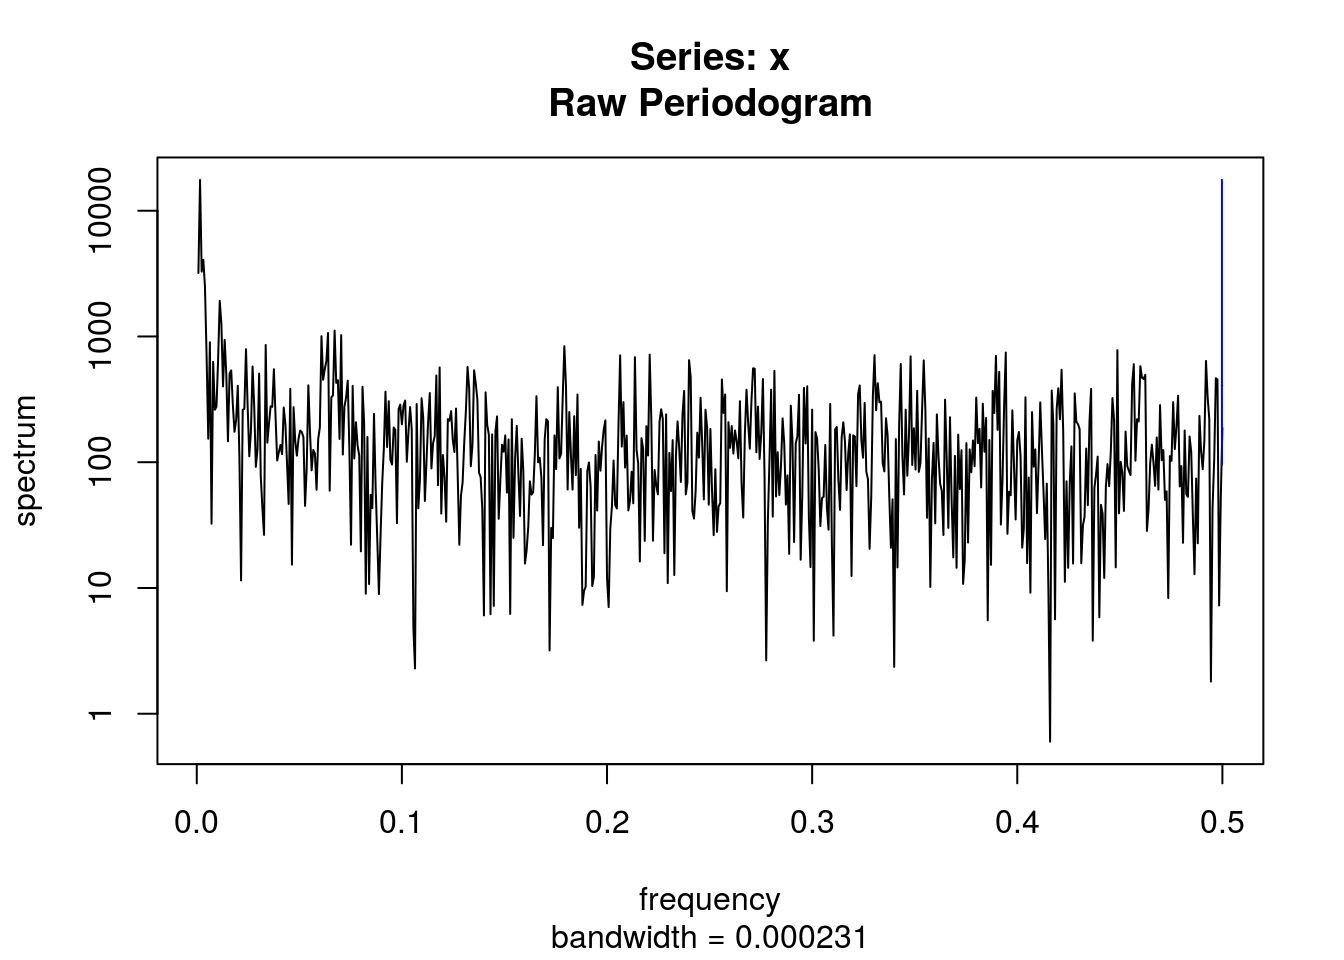 Series: x
Raw Periodogram
spectrum
10000
1000
100
10
1
0.0 0.1 0.2 0.3 0.4 0.5
frequency
bandwidth = 0.000231